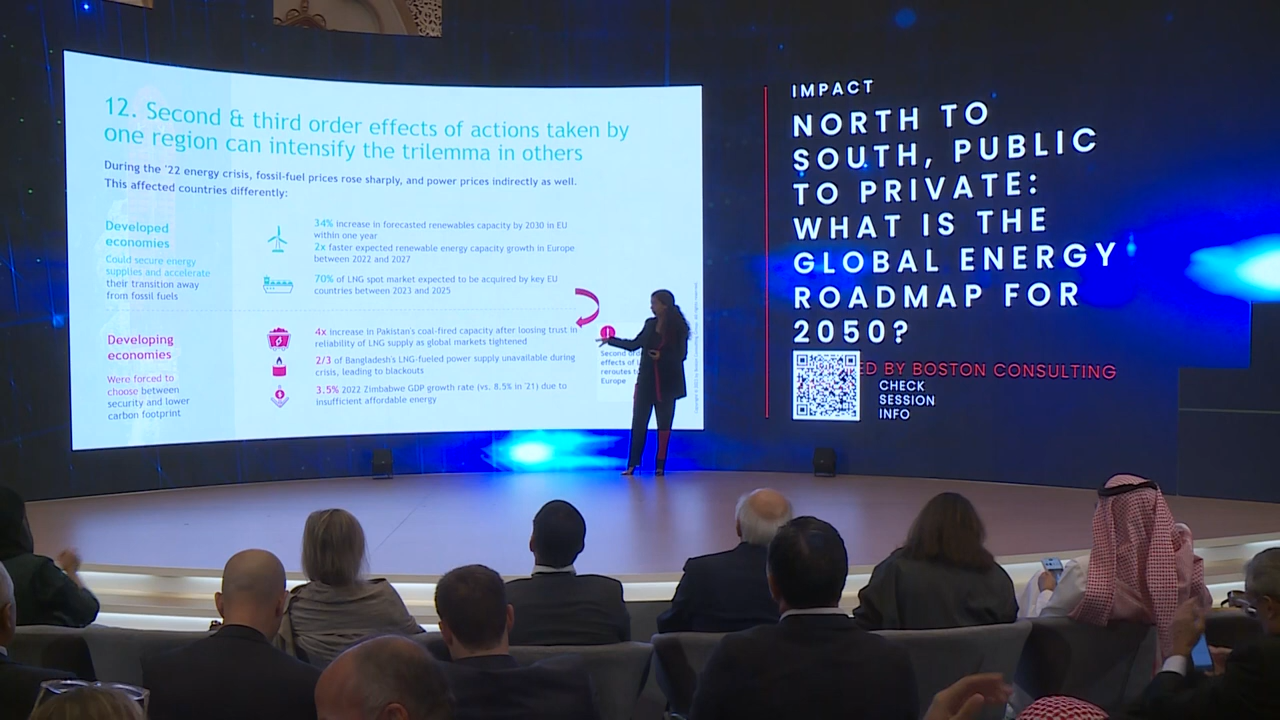 12. Second & third order effects of actions taken by
one region can intensify the trilemma in others
During the '22 energy crisis, fossil-fuel prices rose sharply, and power prices indirectly as well.
This affected countries differently:
Developed
economies
Could secure energy
supplies and accelerate
their transition away
from fossil fuels
34% increase in forecasted renewables capacity by 2030 in EU
within one year
2x faster expected renewable energy capacity growth in Europe
between 2022 and 2027
70% of LNG spot market expected to be acquired by key EU
countries between 2023 and 2025
Developing
economies
Were forced to
choose between
security and lower
carbon footprint
4x increase in Pakistan's coal-fired capacity after loosing trust in
reliability of LNG supply as global markets tightened
2/3 of Bangladesh's LNG-fueled power supply unavailable during
crisis, leading to blackouts
3.5% 2022 Zimbabwe GDP growth rate (vs. 8.5% in '21) due to
insufficient affordable energy
Second
effects of
reroutes
Europe
IMPACT
NORTH TO
SOUTH, PUBLIC
TO PRIVATE:
WHAT IS THE
GLOBAL ENERGY
ROADMAP FOR
2050?
ED BY BOSTON CONSULTING
CHECK
SESSION
INFO